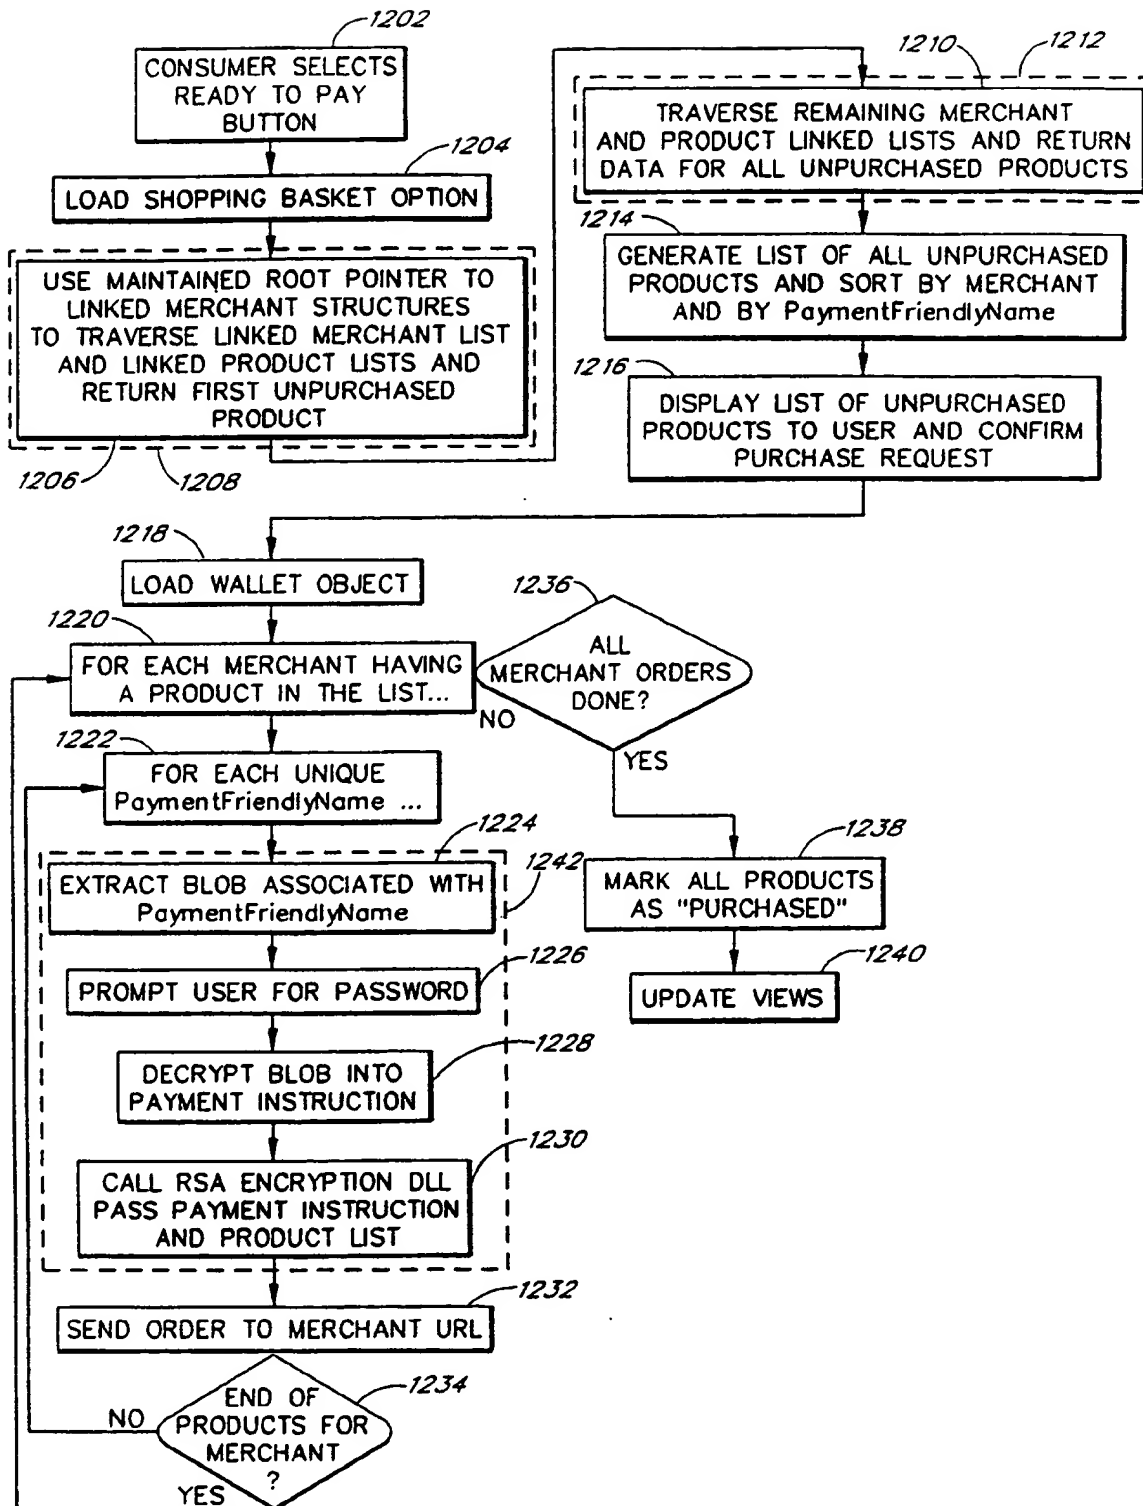 1202
CONSUMER SELECTS
READY TO PAY
BUTTON
1204
LOAD SHOPPING BASKET OPTION
USE MAINTAINED ROOT POINTER TO
LINKED MERCHANT STRUCTURES
TO TRAVERSE LINKED MERCHANT LIST
AND LINKED PRODUCT LISTS AND
RETURN FIRST UNPURCHASED
PRODUCT
1206
1208
1210
1212
TRAVERSE REMAINING MERCHANT
AND PRODUCT LINKED LISTS AND RETURN
DATA FOR ALL UNPURCHASED PRODUCTS
1214
GENERATE LIST OF ALL UNPURCHASED
PRODUCTS AND SORT BY MERCHANT
AND BY PaymentFriendlyName
1216
DISPLAY LIST OF UNPURCHASED
PRODUCTS TO USER AND CONFIRM
PURCHASE REQUEST
1218
LOAD WALLET OBJECT
1220
FOR EACH MERCHANT HAVING
A PRODUCT IN THE LIST...
1236
ALL
MERCHANT ORDERS
DONE?
NO
YES
1222
FOR EACH UNIQUE
PaymentFriendlyName ...
1224
1242
EXTRACT BLOB ASSOCIATED WITH
PaymentFriendlyName
1226
PROMPT USER FOR PASSWORD
1228
DECRYPT BLOB INTO
PAYMENT INSTRUCTION
1230
CALL RSA ENCRYPTION DLL
PASS PAYMENT INSTRUCTION
AND PRODUCT LIST
1232
SEND ORDER TO MERCHANT URL
1234
END OF
PRODUCTS FOR
MERCHANT
?
NO
YES
1238
MARK ALL PRODUCTS
AS "PURCHASED"
1240
UPDATE VIEWS